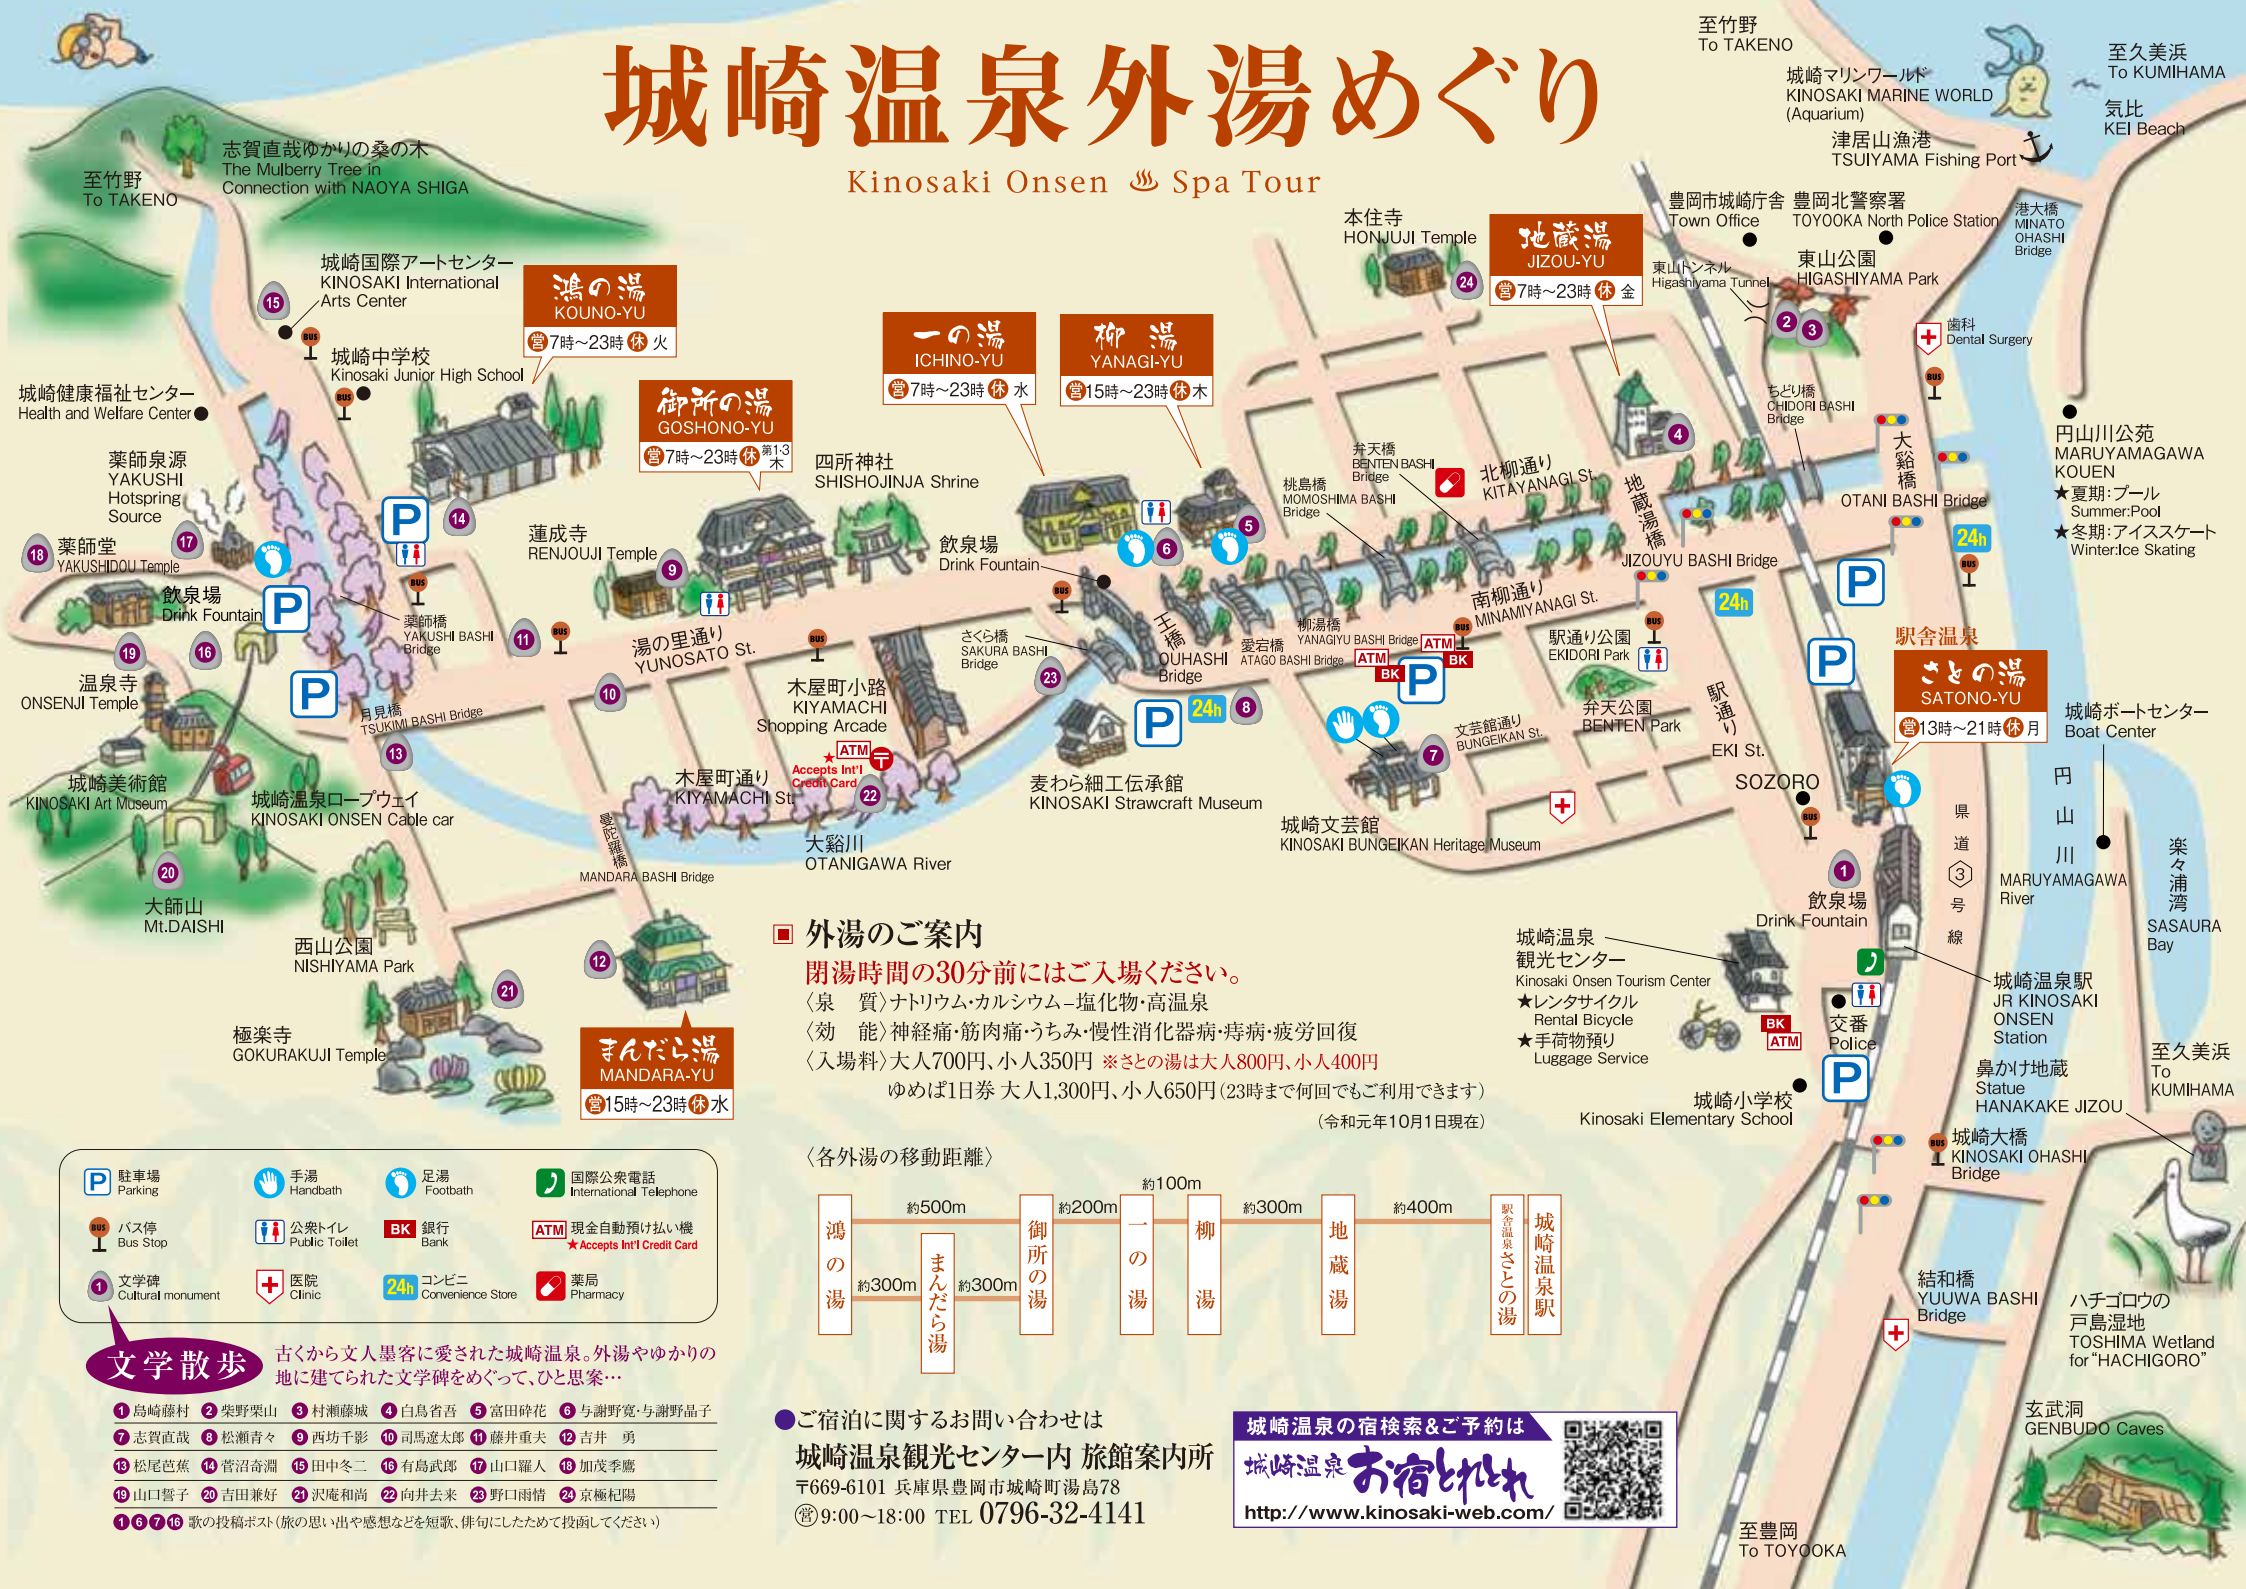 城崎温泉外湯めぐり
Kinosaki Onsen Spa Tour
至竹野
To TAKENO
城崎マリンワールド
KINOSAKI MARINE WORLD
(Aquarium)
津居山漁港
TSUIYAMA Fishing Port
至久美浜
To KUMIHAMA
気比
KEI Beach
志賀直哉ゆかりの桑の木
The Mulberry Tree in
Connection with NAOYA SHIGA
至竹野
To TAKENO
豊岡市城崎庁舎
Town Office
豊岡北警察署
TOYOOKA North Police Station
港大橋
MINATO
OHASHI
Bridge
本住寺
HONJUJI Temple
24
地蔵湯
JIZOU-YU
営7時～23時 休 金
東山トンネル
Higashiyama Tunnel
東山公園
HIGASHIYAMA Park
2
3
歯科
Dental Surgery
BUS
城崎国際アートセンター
KINOSAKI International
Arts Center
15
BUS
鴻の湯
KOUNO-YU
営7時～23時 休 火
城崎中学校
Kinosaki Junior High School
BUS
城崎健康福祉センター
Health and Welfare Center
一の湯
ICHINO-YU
営7時～23時 休 水
柳湯
YANAGI-YU
営15時～23時 休 木
御所の湯
GOSHONO-YU
営7時～23時 休 第1・3木
四所神社
SHISHOJINJA Shrine
薬師泉源
YAKUSHI
Hotspring
Source
17
P
14
18
薬師堂
YAKUSHIDOU Temple
飲泉場
Drink Fountain
P
BUS
薬師橋
YAKUSHI BASHI
Bridge
蓮成寺
RENJOUJI Temple
9
11
BUS
飲泉場
Drink Fountain
6
5
BUS
桃島橋
MOMOSHIMA BASHI
Bridge
弁天橋
BENTEN BASHI
Bridge
北柳通り
KITAYANAGI St.
地蔵湯橋
JIZOUYU BASHI Bridge
4
ちどり橋
CHIDORI BASHI
Bridge
大谿橋
OTANI BASHI Bridge
24h
BUS
P
円山川公苑
MARUYAMAGAWA
KOUEN
★夏期：プール
Summer:Pool
★冬期：アイススケート
Winter:Ice Skating
19
16
温泉寺
ONSENJI Temple
P
月見橋
TSUKIMI BASHI Bridge
13
湯の里通り
YUNOSATO St.
10
BUS
さくら橋
SAKURA BASHI
Bridge
23
王橋
OUHASHI
Bridge
愛宕橋
ATAGO BASHI Bridge
柳湯橋
YANAGIYU BASHI Bridge
南柳通り
MINAMIYANAGI St.
BUS
ATM
BK
ATM
BK
P
24h
駅通り公園
EKIDORI Park
BUS
P
駅舎温泉
さとの湯
SATONO-YU
営13時～21時 休 月
弁天公園
BENTEN Park
駅通り
EKI St.
SOZORO
BUS
城崎ボートセンター
Boat Center
木屋町小路
KIYAMACHI
Shopping Arcade
★ATM
Accepts Int'l
Credit Card
22
P
24h
8
麦わら細工伝承館
KINOSAKI Strawcraft Museum
文芸館通り
BUNGEIKAN St.
7
城崎文芸館
KINOSAKI BUNGEIKAN Heritage Museum
木屋町通り
KIYAMACHI St.
曼陀羅橋
MANDARA BASHI Bridge
大谿川
OTANIGAWA River
城崎美術館
KINOSAKI Art Museum
城崎温泉ロープウェイ
KINOSAKI ONSEN Cable car
20
大師山
Mt.DAISHI
西山公園
NISHIYAMA Park
極楽寺
GOKURAKUJI Temple
21
12
まんだら湯
MANDARA-YU
営15時～23時 休 水
県道3号線
円山川
MARUYAMAGAWA
River
楽々浦湾
SASAURA
Bay
1
飲泉場
Drink Fountain
城崎温泉
観光センター
Kinosaki Onsen Tourism Center
★レンタサイクル
Rental Bicycle
★手荷物預り
Luggage Service
BK
ATM
交番
Police
P
城崎温泉駅
JR KINOSAKI
ONSEN
Station
城崎小学校
Kinosaki Elementary School
鼻かけ地蔵
Statue
HANAKAKE JIZOU
至久美浜
To
KUMIHAMA
BUS
城崎大橋
KINOSAKI OHASHI
Bridge
結和橋
YUUWA BASHI
Bridge
ハチゴロウの
戸島湿地
TOSHIMA Wetland
for “HACHIGORO”
玄武洞
GENBUDO Caves
至豊岡
To TOYOOKA
外湯のご案内
閉湯時間の30分前にはご入場ください。
〈泉　質〉ナトリウム・カルシウム－塩化物・高温泉
〈効　能〉神経痛・筋肉痛・うちみ・慢性消化器病・痔病・疲労回復
〈入場料〉大人700円、小人350円 ※さとの湯は大人800円、小人400円
ゆめぱ1日券 大人1,300円、小人650円（23時まで何回でもご利用できます）
（令和元年10月1日現在）
〈各外湯の移動距離〉
約100m
約500m 約200m 約300m 約400m
鴻の湯
約300m
まんだら湯
約300m
御所の湯
一の湯
柳湯
地蔵湯
駅舎温泉さとの湯
城崎温泉駅
P 駐車場
Parking
手湯
Handbath
足湯
Footbath
国際公衆電話
International Telephone
BUS バス停
Bus Stop
公衆トイレ
Public Toilet
BK 銀行
Bank
ATM 現金自動預け払い機
★Accepts Int'l Credit Card
1 文学碑
Cultural monument
医院
Clinic
24h コンビニ
Convenience Store
薬局
Pharmacy
文学散歩
古くから文人墨客に愛された城崎温泉。外湯やゆかりの
地に建てられた文学碑をめぐって、ひと思案…
1 島崎藤村 2 柴野栗山 3 村瀬藤城 4 白鳥省吾 5 富田砕花 6 与謝野寛・与謝野晶子
7 志賀直哉 8 松瀬青々 9 西坊千影 10 司馬遼太郎 11 藤井重夫 12 吉井　勇
13 松尾芭蕉 14 菅沼奇淵 15 田中冬二 16 有島武郎 17 山口羅人 18 加茂季鷹
19 山口誓子 20 吉田兼好 21 沢庵和尚 22 向井去来 23 野口雨情 24 京極杞陽
1 6 7 16 歌の投稿ポスト（旅の思い出や感想などを短歌、俳句にしたためて投函してください）
●ご宿泊に関するお問い合わせは
城崎温泉観光センター内 旅館案内所
〒669-6101 兵庫県豊岡市城崎町湯島78
営9:00～18:00 TEL 0796-32-4141
城崎温泉の宿検索&ご予約は
城崎温泉 お宿とれとれ
http://www.kinosaki-web.com/